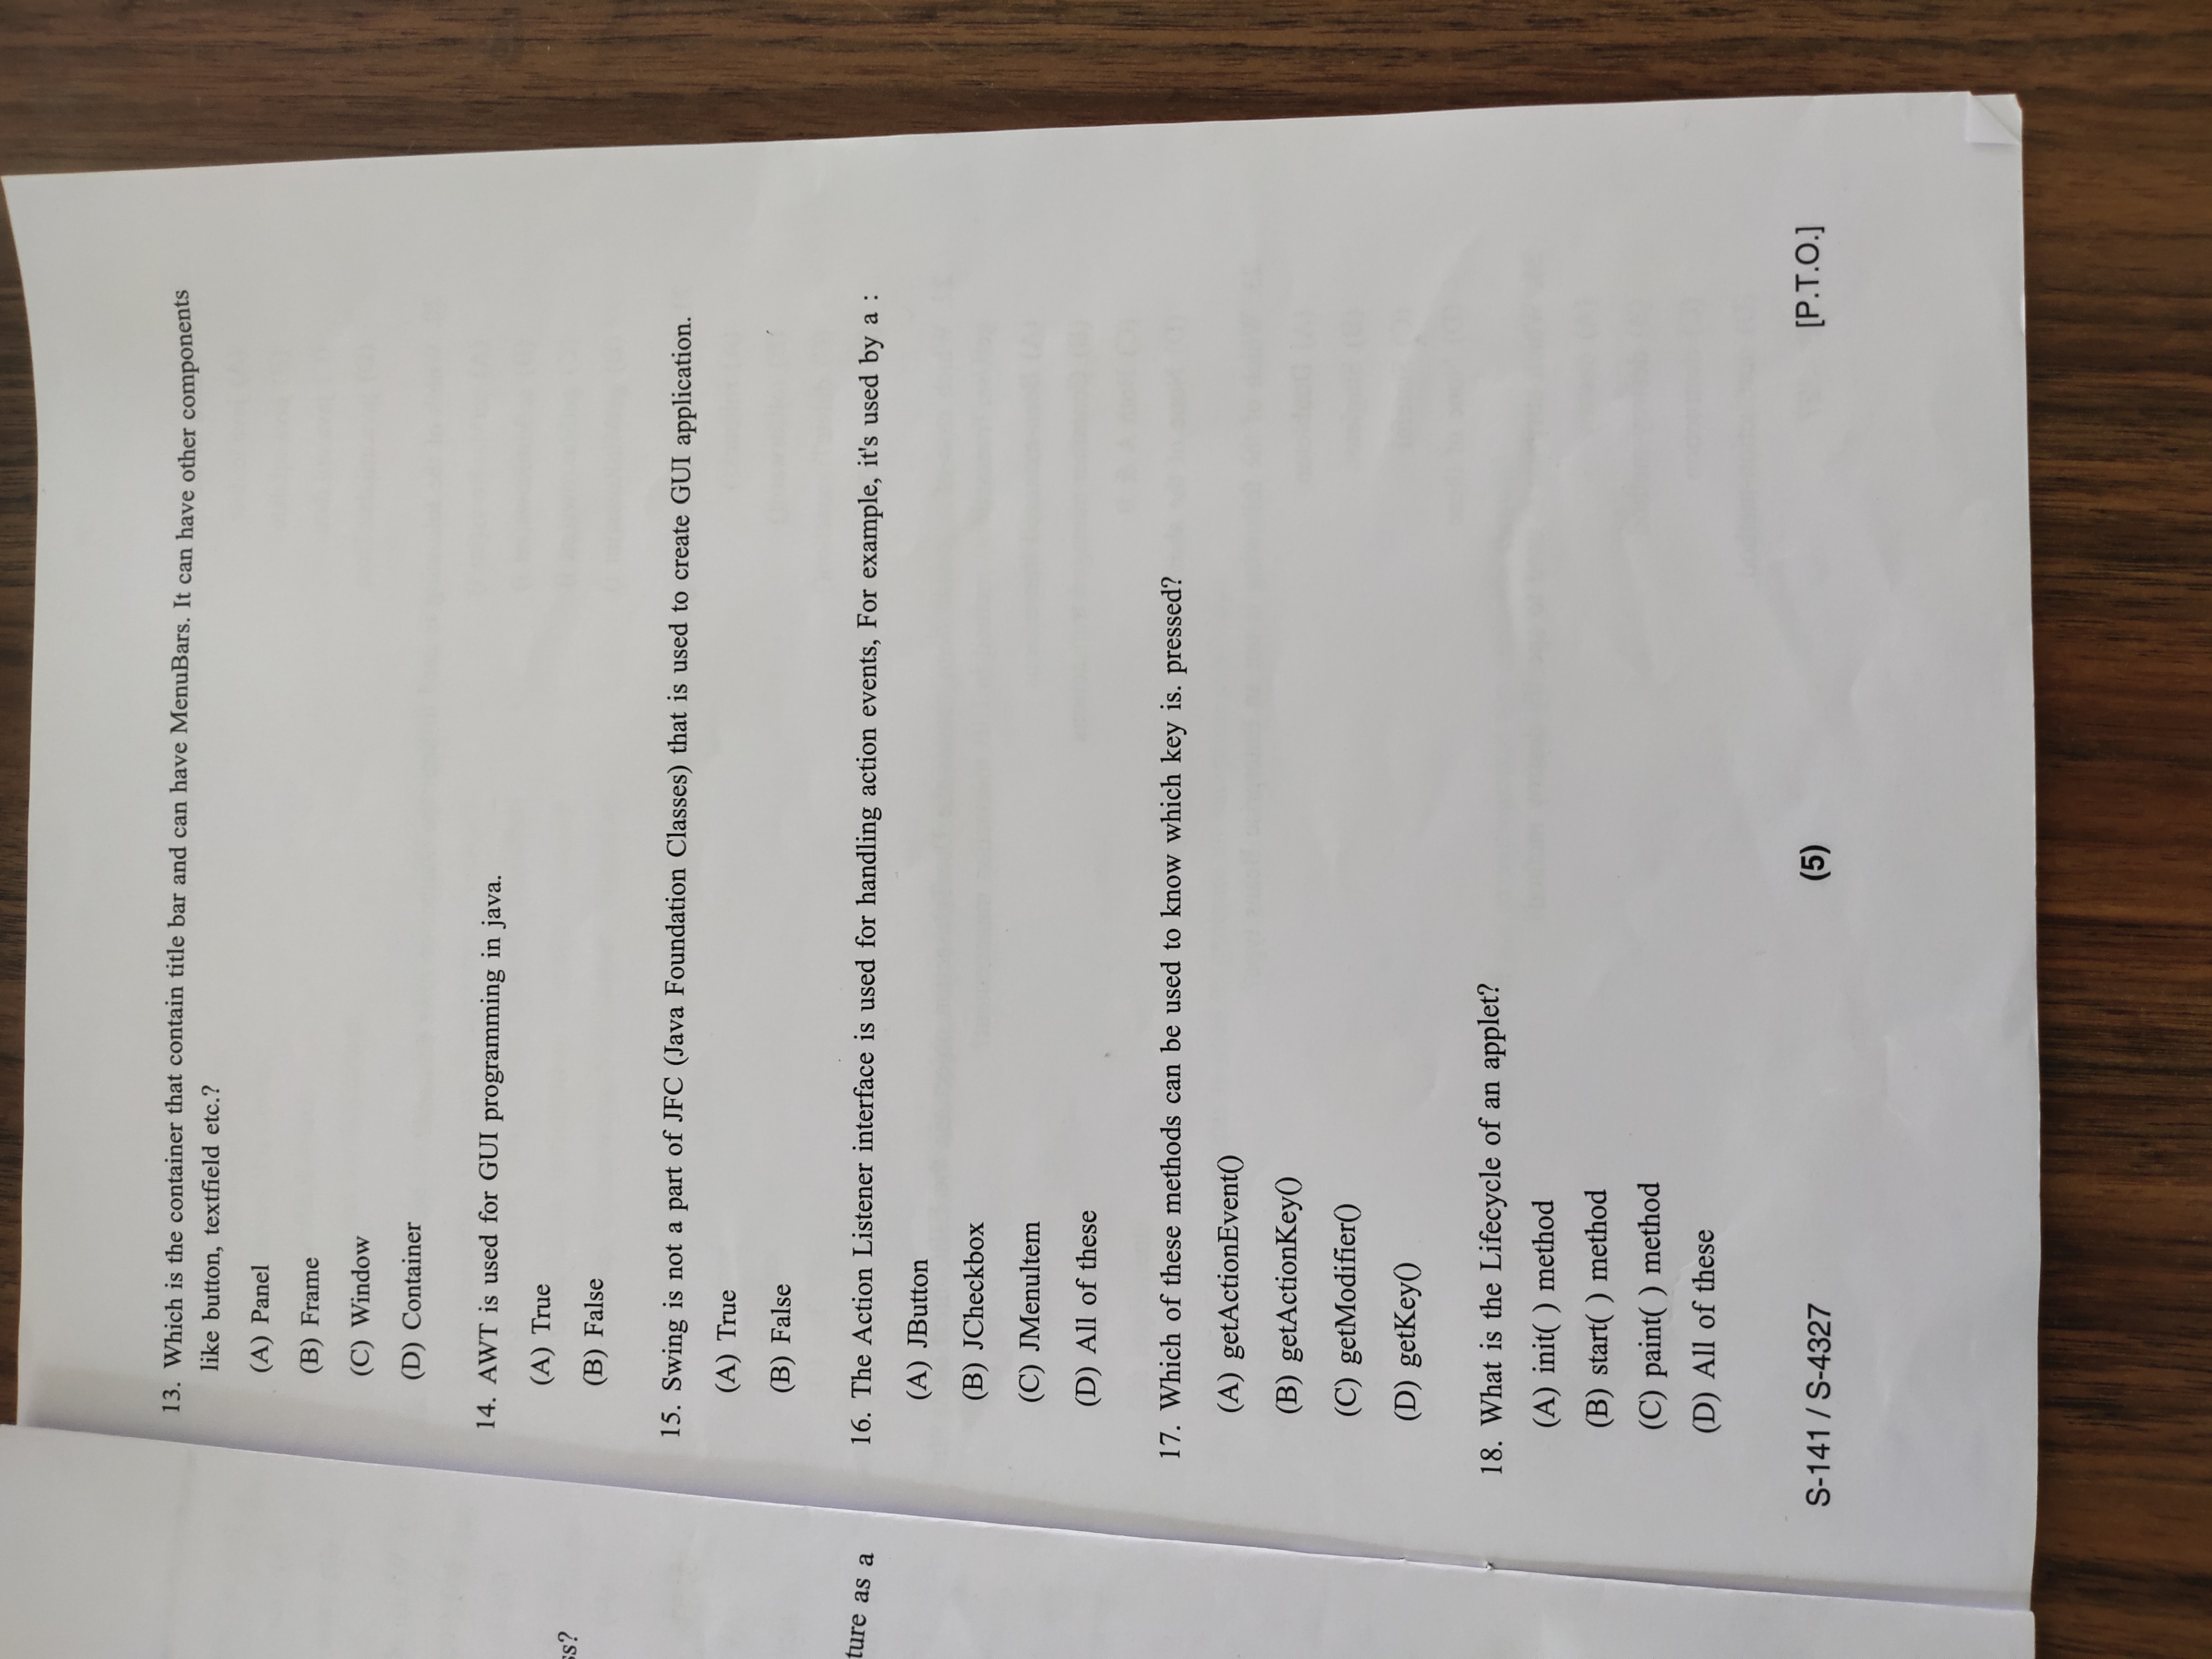 13. Which is the container that contain title bar and can have MenuBars. It can have other components
like button, textfield etc.?
(A) Panel
(B) Frame
(C) Window
(D) Container
14. AWT is used for GUI programming in java.
(A) True
(B) False
ss?
15. Swing is not a part of JFC (Java Foundation Classes) that is used to create GUI application.
(A) True
(B) False
ture as a
16. The Action Listener interface is used for handling action events, For example, it's used by a :
(A) JButton
(B) JCheckbox
(C) JMenultem
(D) All of these
17. Which of these methods can be used to know which key is. pressed?
(A) getActionEvent()
(B) getActionKey()
(C) getModifier()
(D) getKey()
18. What is the Lifecycle of an applet?
(A) init( ) method
(B) start( ) method
(C) paint( ) method
(D) All of these
S-141 / S-4327
(5)
[P.T.O.]